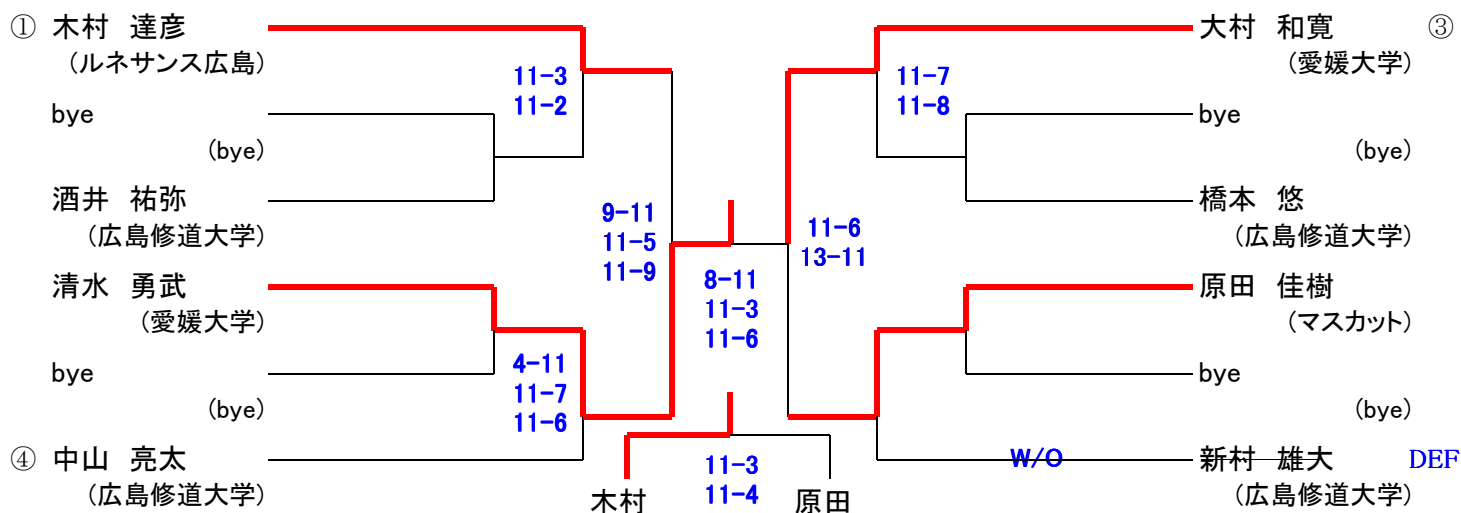 ① 木村 達彦
(ルネサンス広島)
bye
(bye)
酒井 祐弥
(広島修道大学)
清水 勇武
(愛媛大学)
bye
(bye)
④ 中山 亮太
(広島修道大学)
11-3
11-2
4-11
11-7
11-6
9-11
11-5
11-9
8-11
11-3
11-6
11-3
11-4
木村
原田
11-6
13-11
11-7
11-8
W/O
大村 和寛 ③
(愛媛大学)
bye
(bye)
橋本 悠
(広島修道大学)
原田 佳樹
(マスカット)
bye
(bye)
新村 雄大 DEF
(広島修道大学)